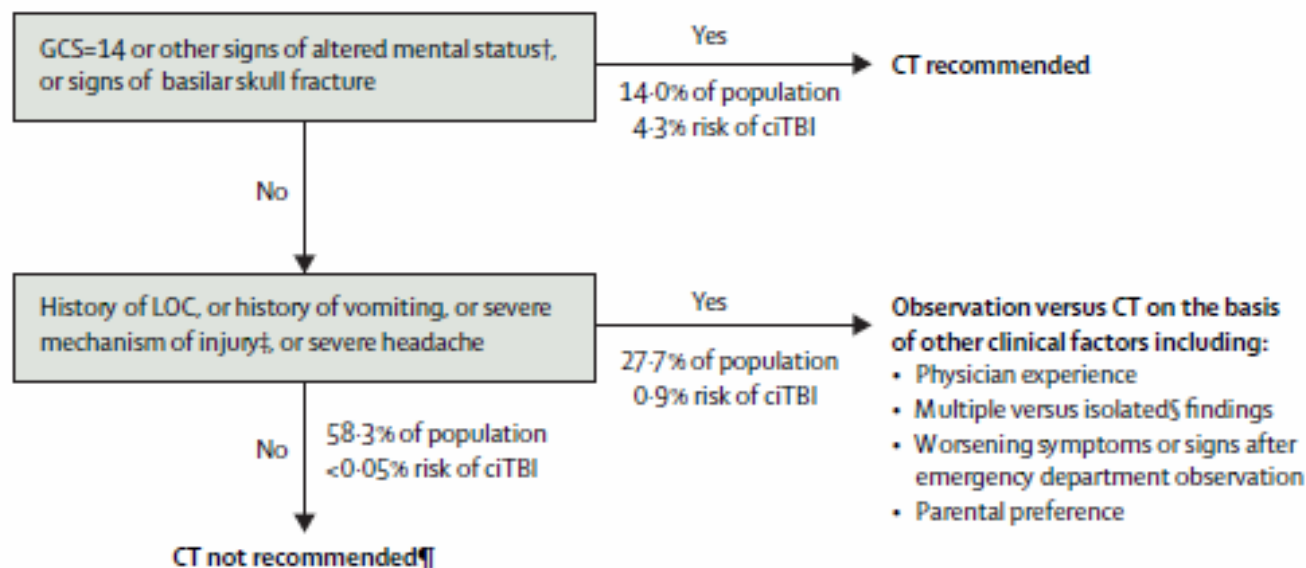 GCS=14 or other signs of altered mental status†,
or signs of basilar skull fracture
Yes
14·0% of population
4·3% risk of ciTBI
CT recommended
No
History of LOC, or history of vomiting, or severe
mechanism of injury‡, or severe headache
Yes
27·7% of population
0·9% risk of ciTBI
Observation versus CT on the basis
of other clinical factors including:
• Physician experience
• Multiple versus isolated§ findings
• Worsening symptoms or signs after
emergency department observation
• Parental preference
No
58·3% of population
<0·05% risk of ciTBI
CT not recommended¶